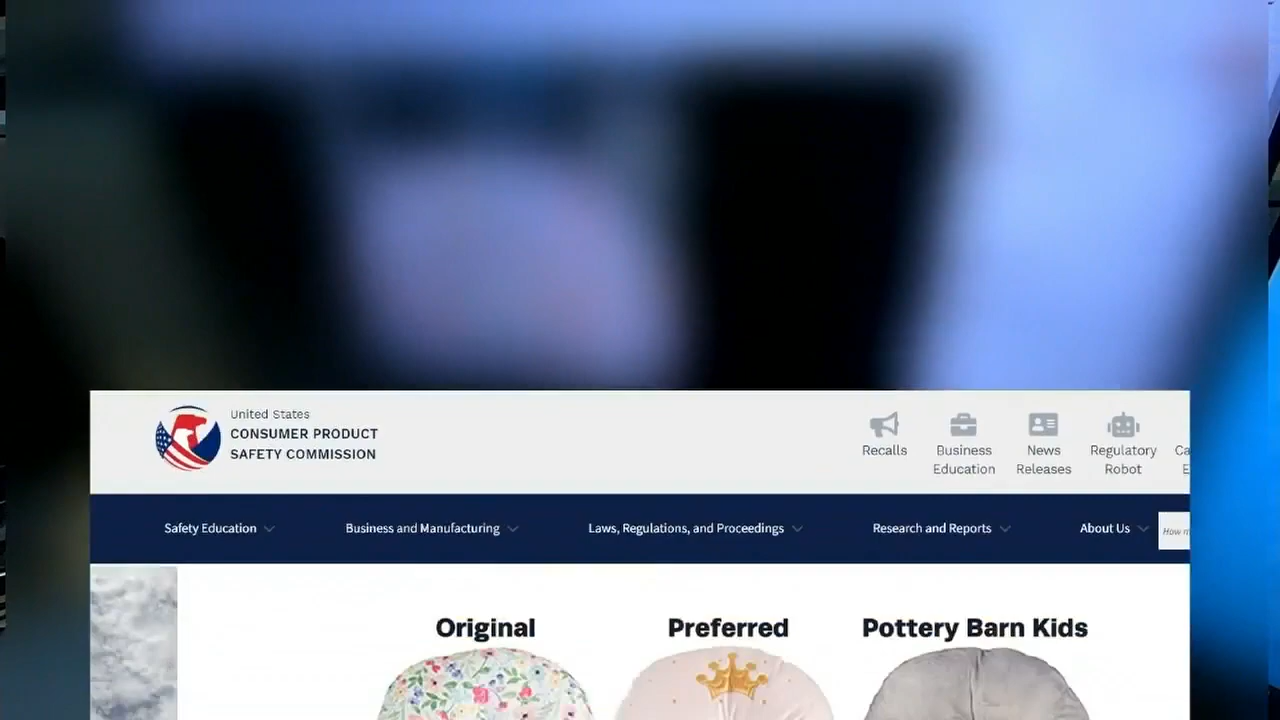 United States
CONSUMER PRODUCT
SAFETY COMMISSION
Recalls
Business
Education
News
Releases
Regulatory
Robot
Safety Education
Business and Manufacturing
Laws, Regulations, and Proceedings
Research and Reports
About Us
How
Original
Preferred
Pottery Barn Kids